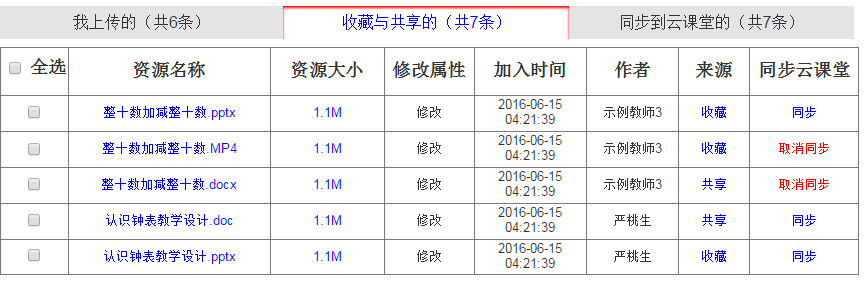 我上传的（共6条） 收藏与共享的（共7条） 同步到云课堂的（共7条）
全选 资源名称 资源大小 修改属性 加入时间 作者 来源 同步云课堂
整十数加减整十数.pptx 1.1M 修改 2016-06-15 04:21:39 示例教师3 收藏 同步
整十数加减整十数.MP4 1.1M 修改 2016-06-15 04:21:39 示例教师3 收藏 取消同步
整十数加减整十数.docx 1.1M 修改 2016-06-15 04:21:39 示例教师3 共享 取消同步
认识钟表教学设计.doc 1.1M 修改 2016-06-15 04:21:39 严桃生 共享 同步
认识钟表教学设计.pptx 1.1M 修改 2016-06-15 04:21:39 严桃生 收藏 同步